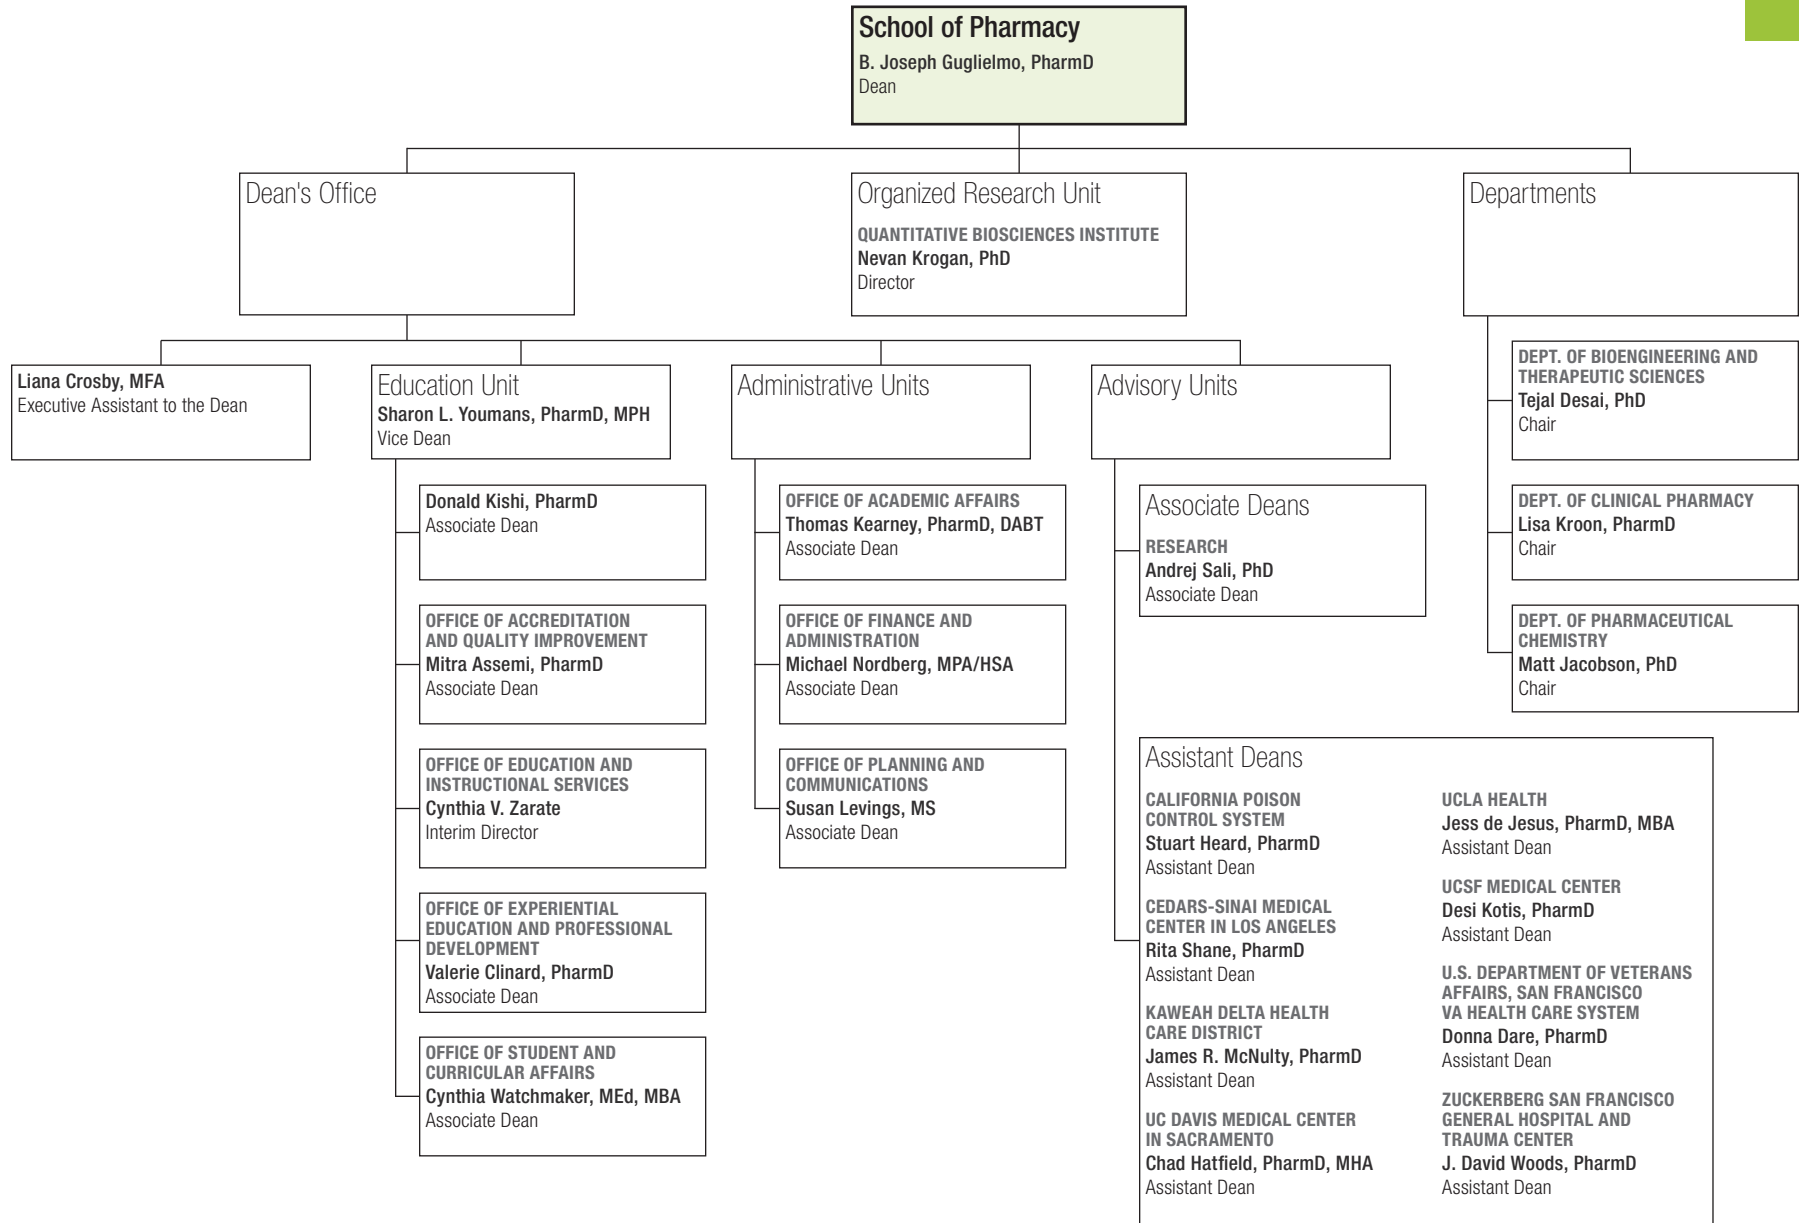 School of Pharmacy
B. Joseph Guglielmo, PharmD
Dean
Dean's Office
Organized Research Unit
QUANTITATIVE BIOSCIENCES INSTITUTE
Nevan Krogan, PhD
Director
Departments
Liana Crosby, MFA
Executive Assistant to the Dean
Education Unit
Sharon L. Youmans, PharmD, MPH
Vice Dean
Donald Kishi, PharmD
Associate Dean
OFFICE OF ACCREDITATION
AND QUALITY IMPROVEMENT
Mitra Assemi, PharmD
Associate Dean
OFFICE OF EDUCATION AND
INSTRUCTIONAL SERVICES
Cynthia V. Zarate
Interim Director
OFFICE OF EXPERIENTIAL
EDUCATION AND PROFESSIONAL
DEVELOPMENT
Valerie Clinard, PharmD
Associate Dean
OFFICE OF STUDENT AND
CURRICULAR AFFAIRS
Cynthia Watchmaker, MEd, MBA
Associate Dean
Administrative Units
OFFICE OF ACADEMIC AFFAIRS
Thomas Kearney, PharmD, DABT
Associate Dean
OFFICE OF FINANCE AND
ADMINISTRATION
Michael Nordberg, MPA/HSA
Associate Dean
OFFICE OF PLANNING AND
COMMUNICATIONS
Susan Levings, MS
Associate Dean
Advisory Units
Associate Deans
RESEARCH
Andrej Sali, PhD
Associate Dean
Assistant Deans
CALIFORNIA POISON
CONTROL SYSTEM
Stuart Heard, PharmD
Assistant Dean
CEDARS-SINAI MEDICAL
CENTER IN LOS ANGELES
Rita Shane, PharmD
Assistant Dean
KAWEAH DELTA HEALTH
CARE DISTRICT
James R. McNulty, PharmD
Assistant Dean
UC DAVIS MEDICAL CENTER
IN SACRAMENTO
Chad Hatfield, PharmD, MHA
Assistant Dean
UCLA HEALTH
Jess de Jesus, PharmD, MBA
Assistant Dean
UCSF MEDICAL CENTER
Desi Kotis, PharmD
Assistant Dean
U.S. DEPARTMENT OF VETERANS
AFFAIRS, SAN FRANCISCO
VA HEALTH CARE SYSTEM
Donna Dare, PharmD
Assistant Dean
ZUCKERBERG SAN FRANCISCO
GENERAL HOSPITAL AND
TRAUMA CENTER
J. David Woods, PharmD
Assistant Dean
DEPT. OF BIOENGINEERING AND
THERAPEUTIC SCIENCES
Tejal Desai, PhD
Chair
DEPT. OF CLINICAL PHARMACY
Lisa Kroon, PharmD
Chair
DEPT. OF PHARMACEUTICAL
CHEMISTRY
Matt Jacobson, PhD
Chair